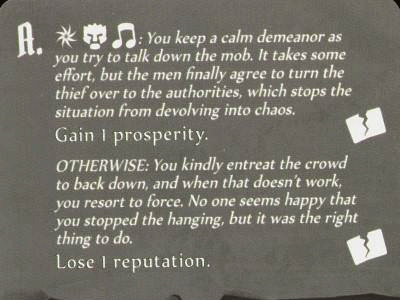 A. : You keep a calm demeanor as
you try to talk down the mob. It takes some
effort, but the men finally agree to turn the
thief over to the authorities, which stops the
situation from devolving into chaos.
Gain 1 prosperity.
OTHERWISE: You kindly entreat the crowd
to back down, and when that doesn't work,
you resort to force. No one seems happy that
you stopped the hanging, but it was the right
thing to do.
Lose 1 reputation.